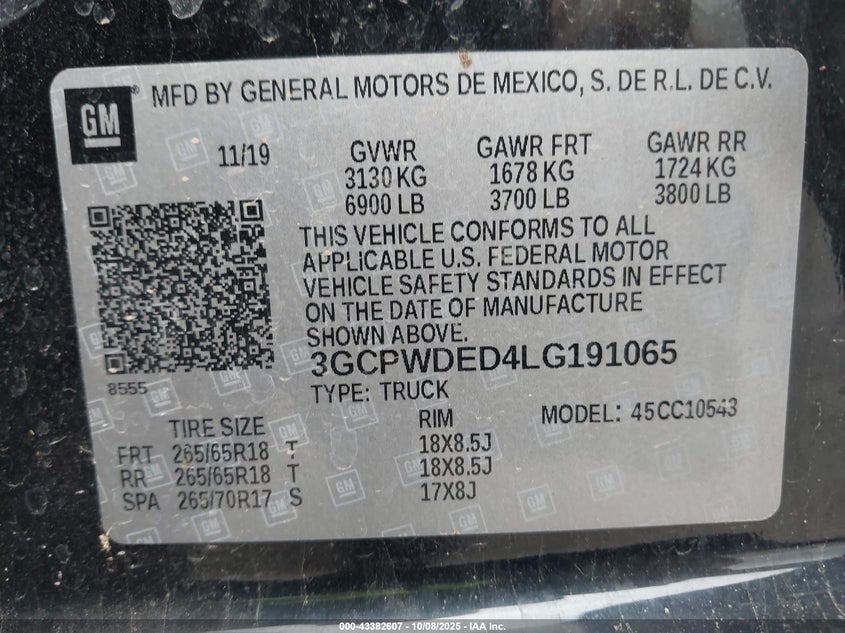 GM
® MFD BY GENERAL MOTORS DE MEXICO, S. DE R.L. DE C.V.
11/19 GVWR GAWR FRT GAWR RR
3130 KG 1678 KG 1724 KG
6900 LB 3700 LB 3800 LB
THIS VEHICLE CONFORMS TO ALL
APPLICABLE U.S. FEDERAL MOTOR
VEHICLE SAFETY STANDARDS IN EFFECT
ON THE DATE OF MANUFACTURE
SHOWN ABOVE.
3GCPWDED4LG191065
8555 TYPE: TRUCK
TIRE SIZE RIM MODEL: 45CC10543
FRT 265/65R18 T 18X8.5J
RR 265/65R18 T 18X8.5J
SPA 265/70R17 S 17X8J
000-43382607 - 10/08/2025 - IAA Inc.